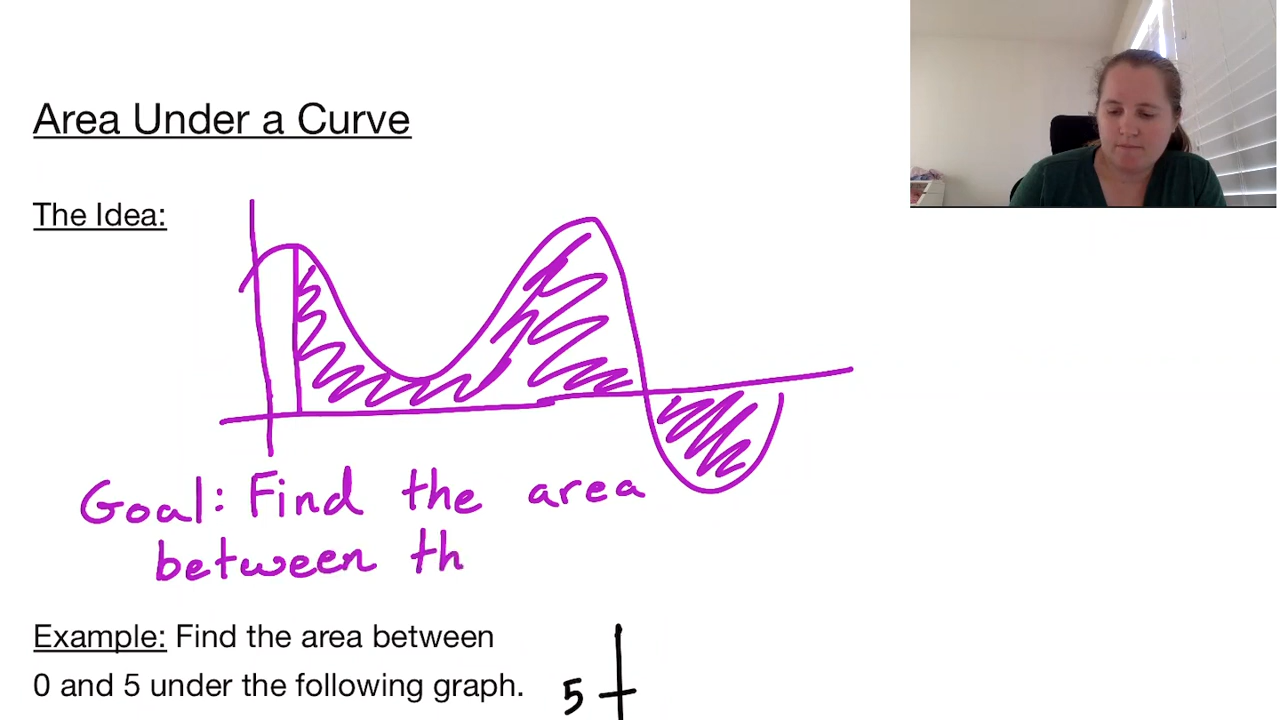 Area Under a Curve
The Idea:
Goal: Find the area
between th
Example: Find the area between
0 and 5 under the following graph.
5